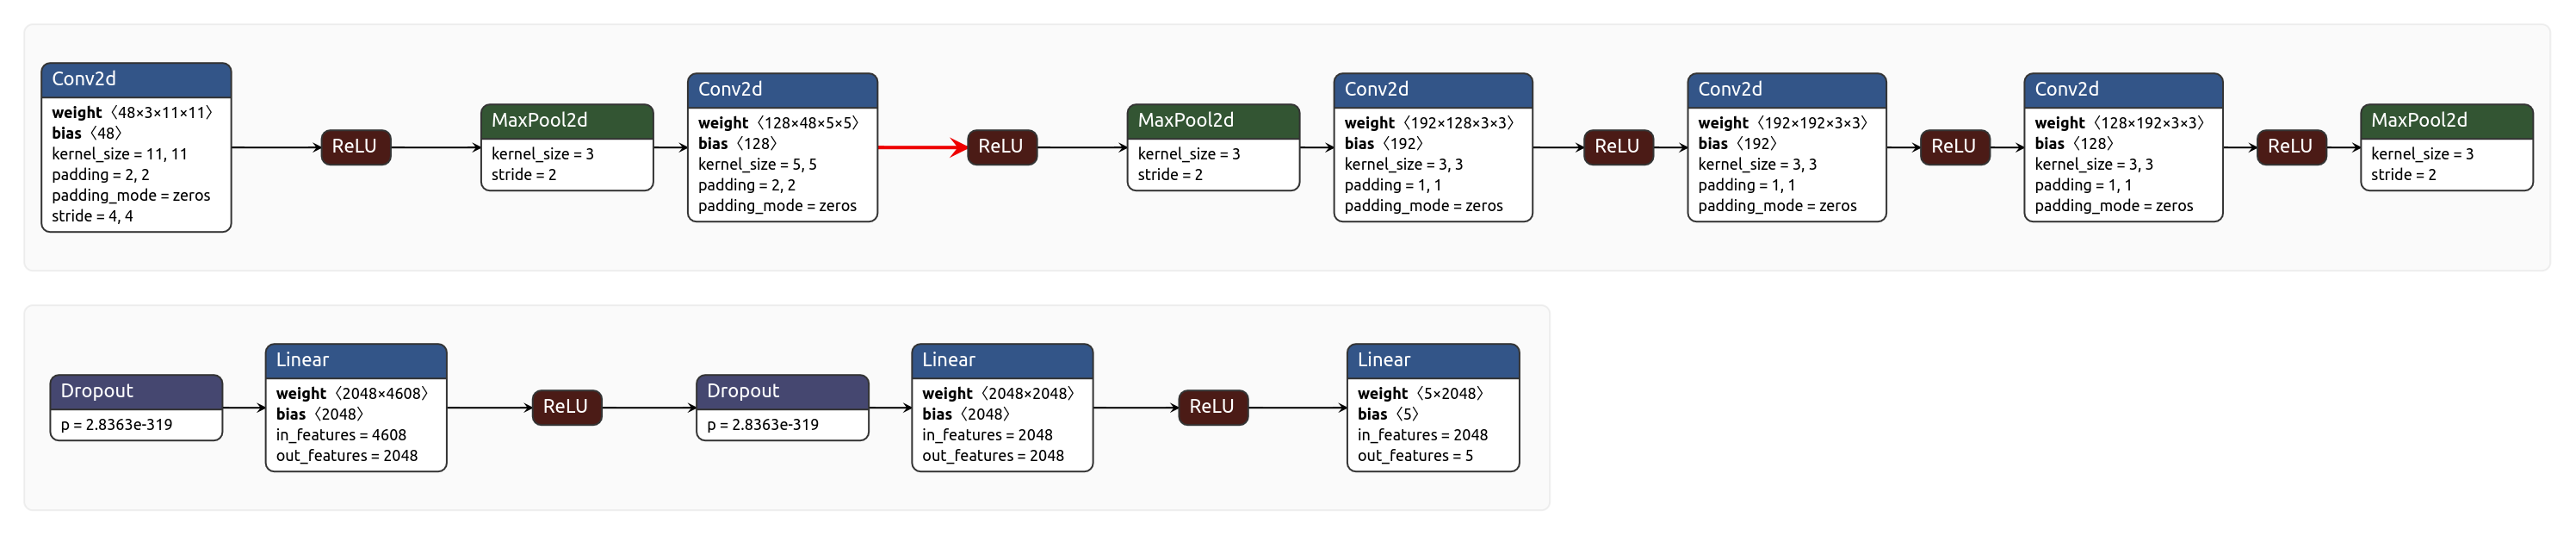 Conv2d
weight〈48×3×11×11〉
bias〈48〉
kernel_size = 11, 11
padding = 2, 2
padding_mode = zeros
stride = 4, 4
ReLU
MaxPool2d
kernel_size = 3
stride = 2
Conv2d
weight〈128×48×5×5〉
bias〈128〉
kernel_size = 5, 5
padding = 2, 2
padding_mode = zeros
ReLU
MaxPool2d
kernel_size = 3
stride = 2
Conv2d
weight〈192×128×3×3〉
bias〈192〉
kernel_size = 3, 3
padding = 1, 1
padding_mode = zeros
ReLU
Conv2d
weight〈192×192×3×3〉
bias〈192〉
kernel_size = 3, 3
padding = 1, 1
padding_mode = zeros
ReLU
Conv2d
weight〈128×192×3×3〉
bias〈128〉
kernel_size = 3, 3
padding = 1, 1
padding_mode = zeros
ReLU
MaxPool2d
kernel_size = 3
stride = 2
Dropout
p = 2.8363e-319
Linear
weight〈2048×4608〉
bias〈2048〉
in_features = 4608
out_features = 2048
ReLU
Dropout
p = 2.8363e-319
Linear
weight〈2048×2048〉
bias〈2048〉
in_features = 2048
out_features = 2048
ReLU
Linear
weight〈5×2048〉
bias〈5〉
in_features = 2048
out_features = 5